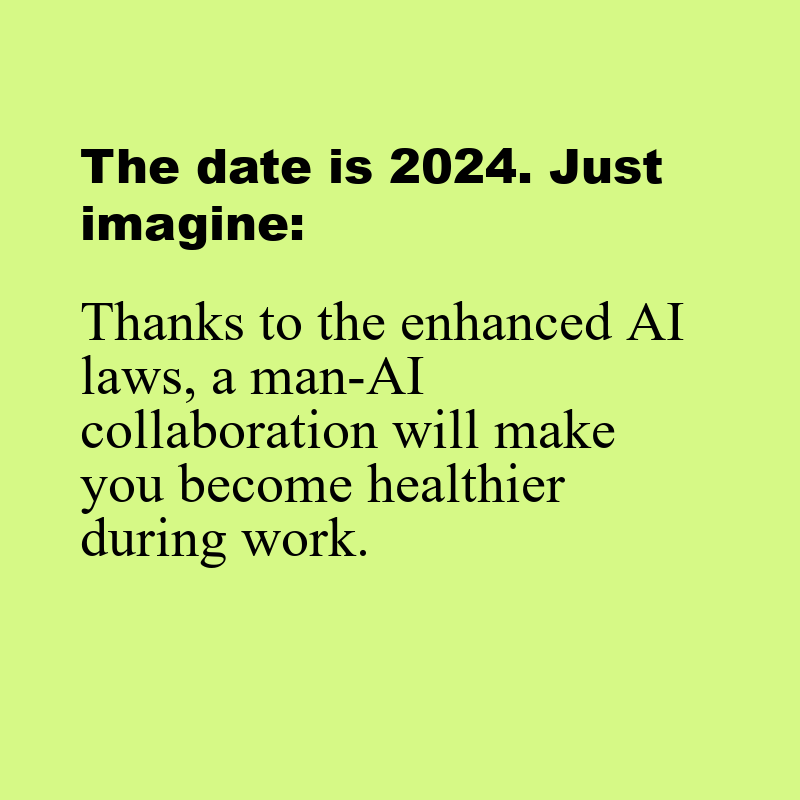 The date is 2024. Just
imagine:
Thanks to the enhanced AI
laws, a man-AI
collaboration will make
you become healthier
during work.